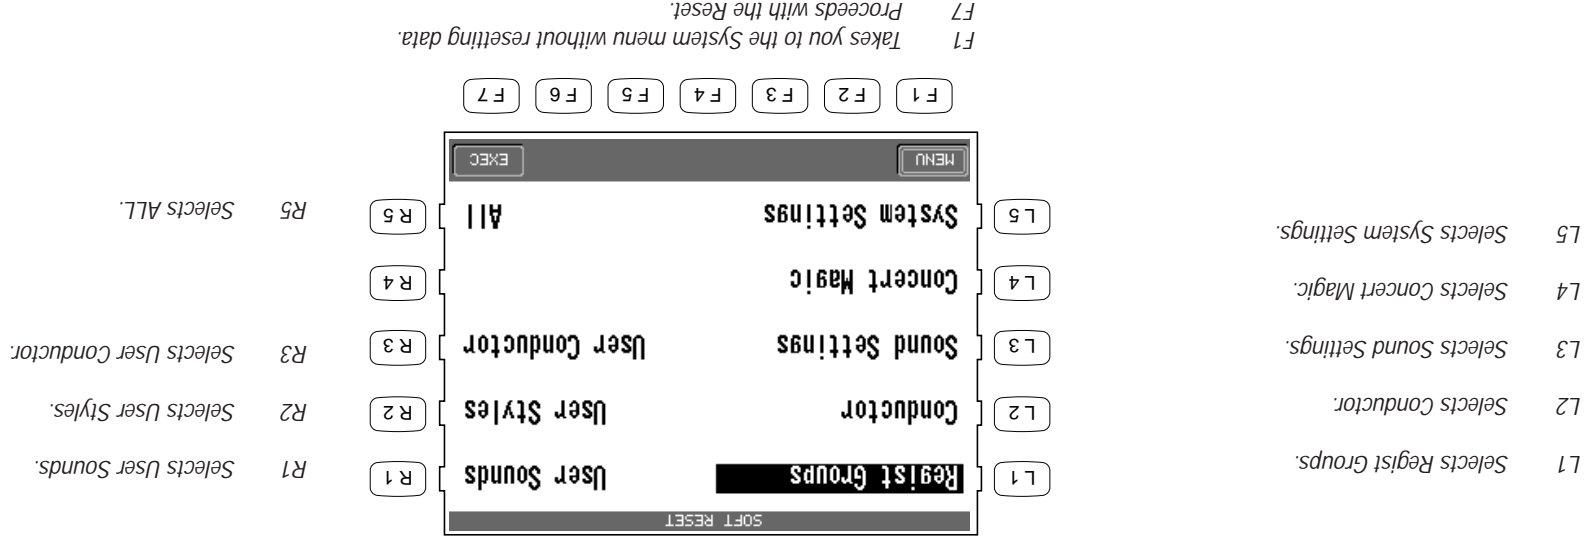 SOFT RESET
L1 Selects Regist Groups.
L1 Regist Groups User Sounds R1
R1 Selects User Sounds.
L2 Selects Conductor.
L2 Conductor User Styles R2
R2 Selects User Styles.
L3 Selects Sound Settings.
L3 Sound Settings User Conductor R3
R3 Selects User Conductor.
L4 Selects Concert Magic.
L4 Concert Magic R4
L5 Selects System Settings.
L5 System Settings All R5
R5 Selects ALL.
MENU EXEC
F1 F2 F3 F4 F5 F6 F7
F1 Takes you to the System menu without resetting data.
F7 Proceeds with the Reset.